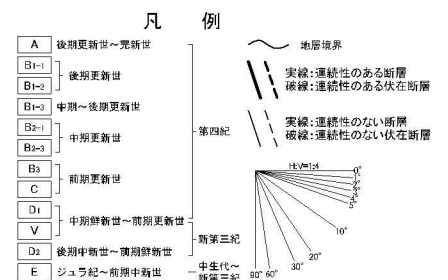 凡 例
A 後期更新世~完新世
B1-1
後期更新世
B1-2
B1-3 中期~後期更新世
B2-1
中期更新世
B2-3
B3
前期更新世
C
D1
中期鮮新世~前期更新世
V
D2 後期中新世~前期鮮新世
E ジュラ紀~前期中新世
第四紀
新第三紀
中生代~
新第三紀
地層境界
実線:連続性のある断層
破線:連続性のある伏在断層
実線:連続性のない断層
破線:連続性のない伏在断層
H:V=1:4
0°
1°
2°
3°
4°
5°
10°
20°
30°
60°
90°